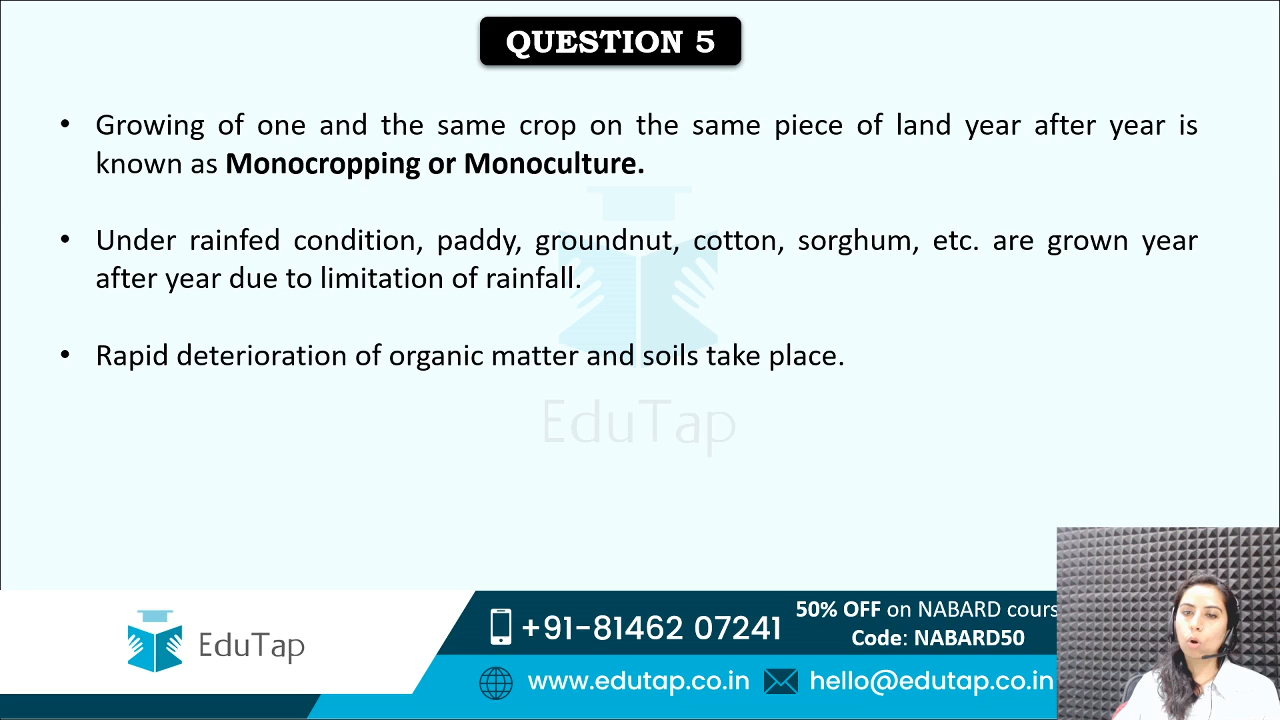 QUESTION 5
• Growing of one and the same crop on the same piece of land year after year is
known as Monocropping or Monoculture.
• Under rainfed condition, paddy, groundnut, cotton, sorghum, etc. are grown year
after year due to limitation of rainfall.
• Rapid deterioration of organic matter and soils take place.
EduTap
EduTap
+91-81462 07241
50% OFF on NABARD cours
Code: NABARD50
www.edutap.co.in
hello@edutap.co.in